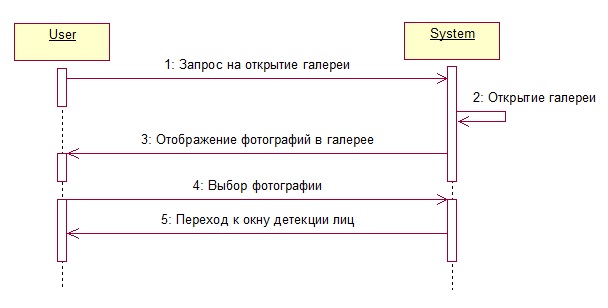 User
System
1: Запрос на открытие галереи
2: Открытие галереи
3: Отображение фотографий в галерее
4: Выбор фотографии
5: Переход к окну детекции лиц